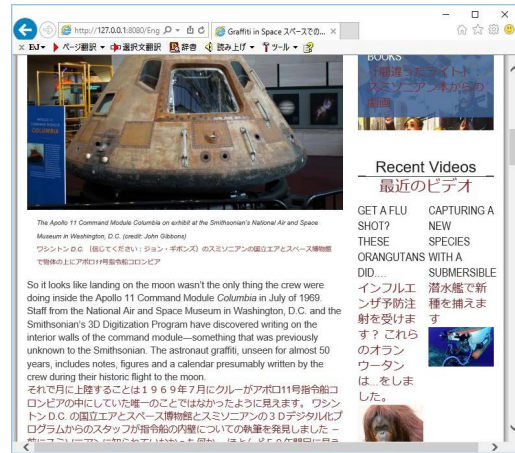 http://127.0.0.1:8080/Eng
Graffiti in Space スペースでの...
EJ ページ翻訳 選択文翻訳 辞書 読み上げ ツール
COLUMBIA
The Apollo 11 Command Module Columbia on exhibit at the Smithsonian's National Air and Space
Museum in Washington, D.C. (credit: John Gibbons)
ワシントン D.C. (信じてください：ジョン・ギボンズ) のスミソニアンの国立エアとスペース博物館
で物体の上にアポロ11号指令船コロンビア
So it looks like landing on the moon wasn't the only thing the crew were
doing inside the Apollo 11 Command Module Columbia in July of 1969.
Staff from the National Air and Space Museum in Washington, D.C. and the
Smithsonian's 3D Digitization Program have discovered writing on the
interior walls of the command module—something that was previously
unknown to the Smithsonian. The astronaut graffiti, unseen for almost 50
years, includes notes, figures and a calendar presumably written by the
crew during their historic flight to the moon.
それで月に上陸することは１９６９年７月にクルーがアポロ11号指令船コ
ロンビアの中にしていた唯一のことではなかったように見えます。 ワシン
トン D.C. の国立エアとスペース博物館とスミソニアンの３Ｄデジタル化プ
ログラムからのスタッフが指令船の内壁についての執筆を発見しました －
BOOKS
間違ったライトト：
スミソニアン本からの
動画
Recent Videos
最近のビデオ
GET A FLU
SHOT?
THESE
ORANGUTANS
DID....
インフルエ
ンザ予防注
射を受けま
す？ これら
のオラン
ウータン
は...をしま
した。
CAPTURING A
NEW
SPECIES
WITH A
SUBMERSIBLE
潜水艦で新
種を捕えま
す